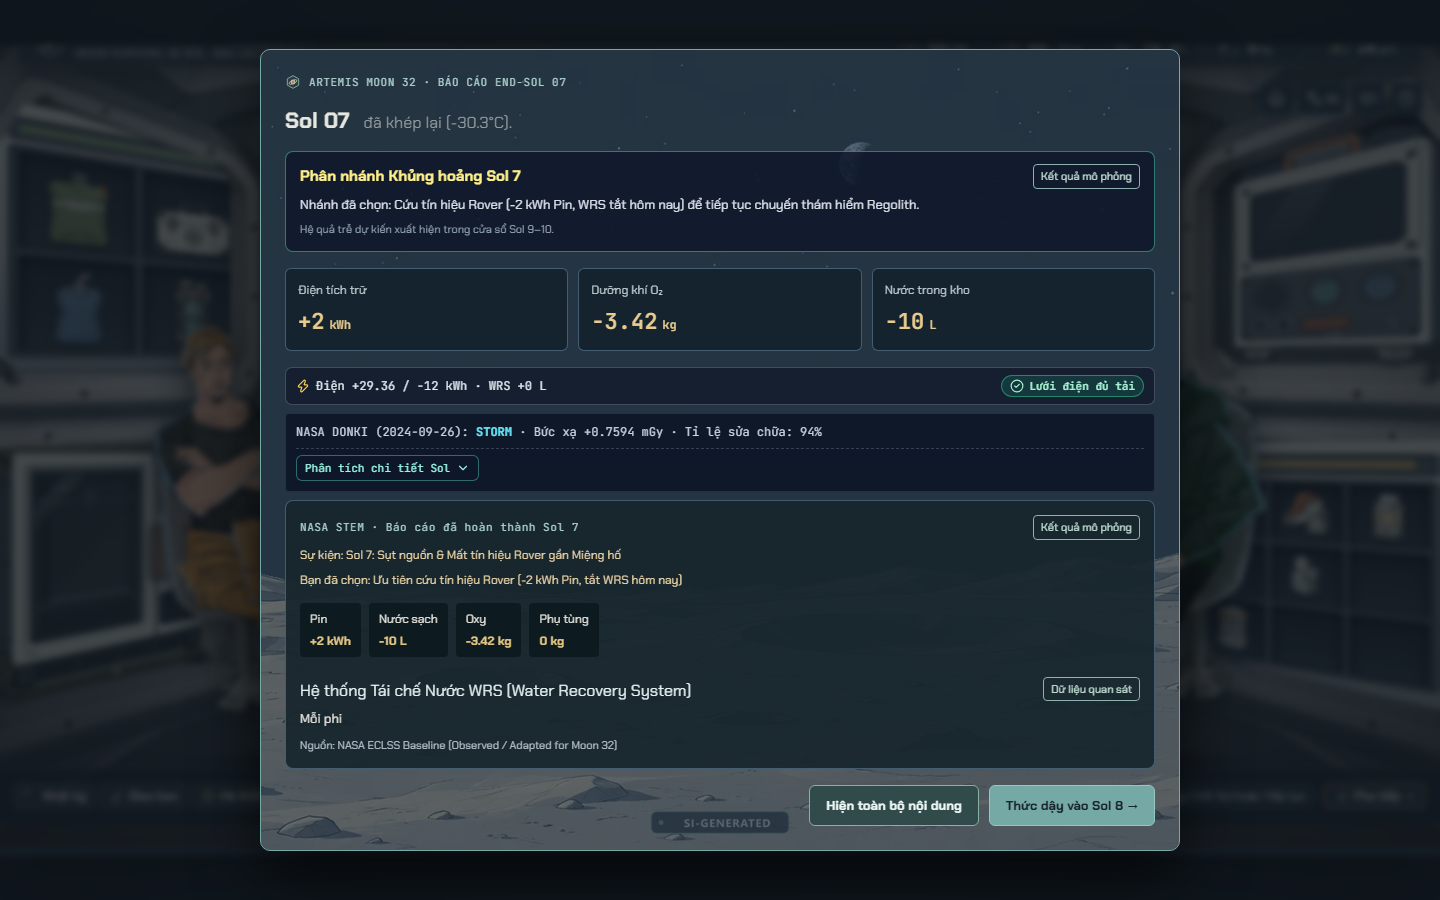 ARTEMIS MOON 32 · BÁO CÁO END-SOL 07
Sol 07 đã khép lại (-30.3°C).
Phân nhánh Khủng hoảng Sol 7
Kết quả mô phỏng
Nhánh đã chọn: Cứu tín hiệu Rover (-2 kWh Pin, WRS tắt hôm nay) để tiếp tục chuyến thám hiểm Regolith.
Hệ quả trễ dự kiến xuất hiện trong cửa sổ Sol 9–10.
Điện tích trữ
+2 kWh
Dưỡng khí O₂
-3.42 kg
Nước trong kho
-10 L
Điện +29.36 / -12 kWh · WRS +0 L
Lưới điện đủ tải
NASA DONKI (2024-09-26): STORM · Bức xạ +0.7594 mGy · Tỉ lệ sửa chữa: 94%
Phân tích chi tiết Sol
NASA STEM · Báo cáo đã hoàn thành Sol 7
Kết quả mô phỏng
Sự kiện: Sol 7: Sụt nguồn & Mất tín hiệu Rover gần Miệng hố
Bạn đã chọn: Ưu tiên cứu tín hiệu Rover (-2 kWh Pin, tắt WRS hôm nay)
Pin
+2 kWh
Nước sạch
-10 L
Oxy
-3.42 kg
Phụ tùng
0 kg
Hệ thống Tái chế Nước WRS (Water Recovery System)
Dữ liệu quan sát
Mỗi phi
Nguồn: NASA ECLSS Baseline (Observed / Adapted for Moon 32)
Hiện toàn bộ nội dung
Thức dậy vào Sol 8 →
SI-GENERATED